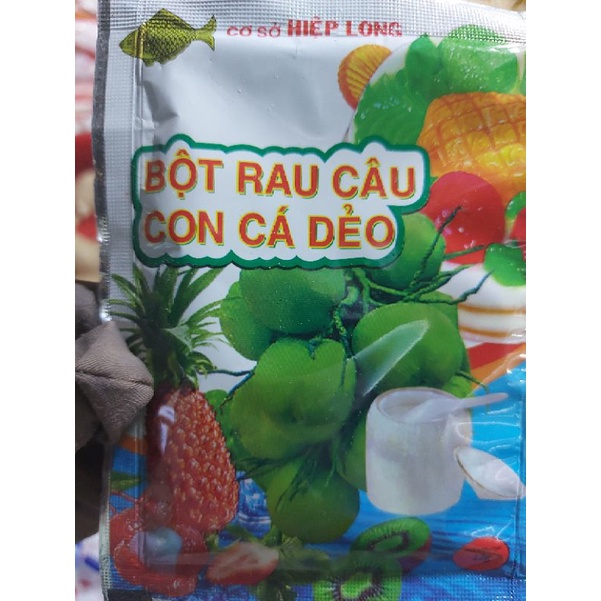 cơ sở HIỆP LONG
BỘT RAU CÂU
CON CÁ DẺO